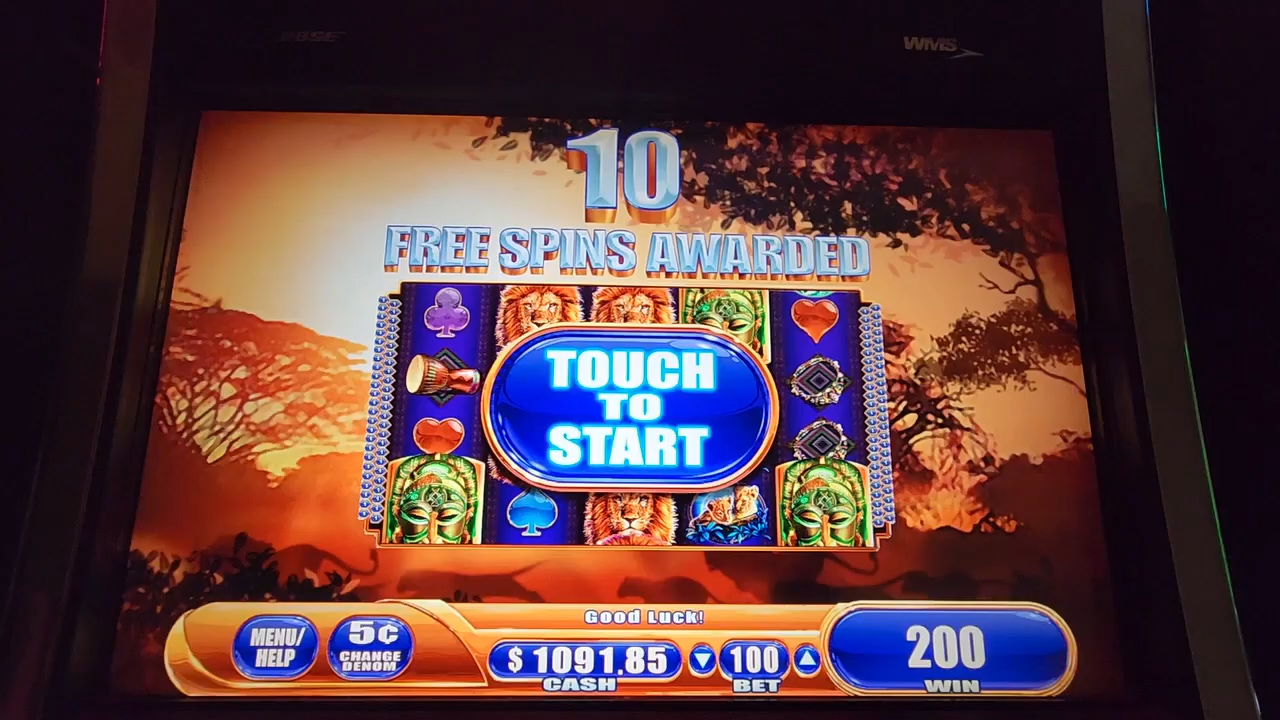 WMS
10
FREE SPINS AWARDED
TOUCH
TO
START
Good Luck!
MENU/
HELP
5¢
CHANGE
DENOM
$ 1091.85
CASH
100
BET
200
WIN